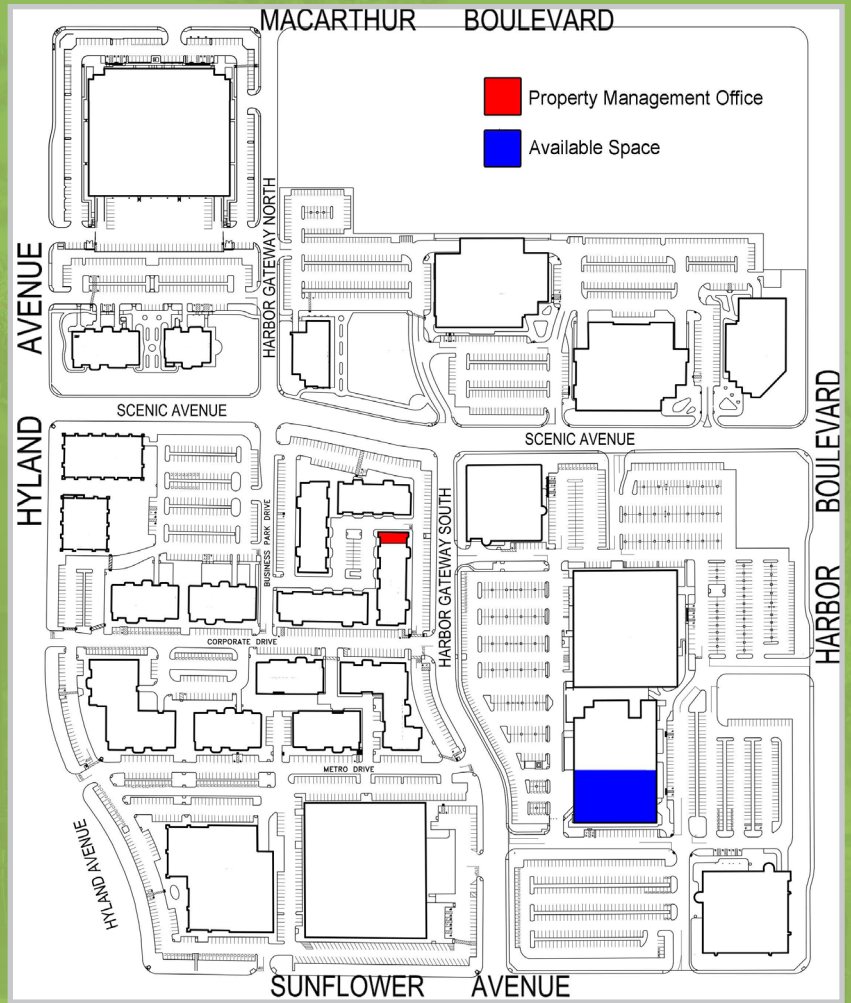 MACARTHUR BOULEVARD
Property Management Office
Available Space
HARBOR GATEWAY NORTH
HYLAND AVENUE
SCENIC AVENUE
SCENIC AVENUE
HARBOR BOULEVARD
BUSINESS PARK DRIVE
HARBOR GATEWAY SOUTH
CORPORATE DRIVE
METRO DRIVE
HYLAND AVENUE
SUNFLOWER AVENUE